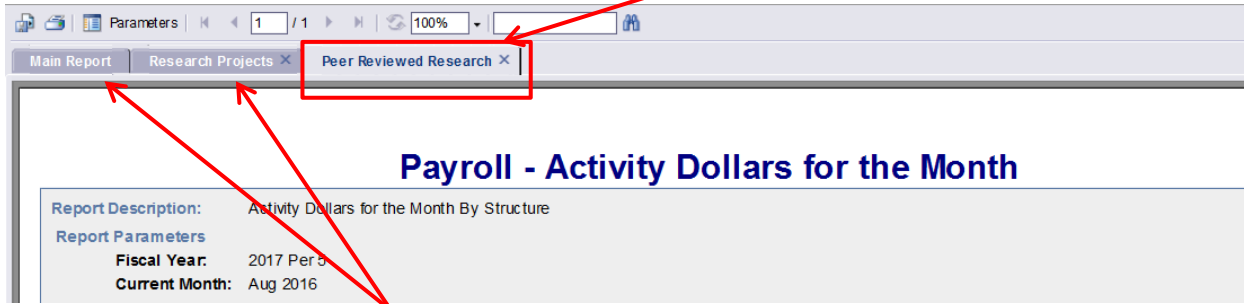 Parameters 1 / 1 100%
Main Report Research Projects × Peer Reviewed Research ×
Payroll - Activity Dollars for the Month
Report Description: Activity Dollars for the Month By Structure
Report Parameters
Fiscal Year: 2017 Per 5
Current Month: Aug 2016